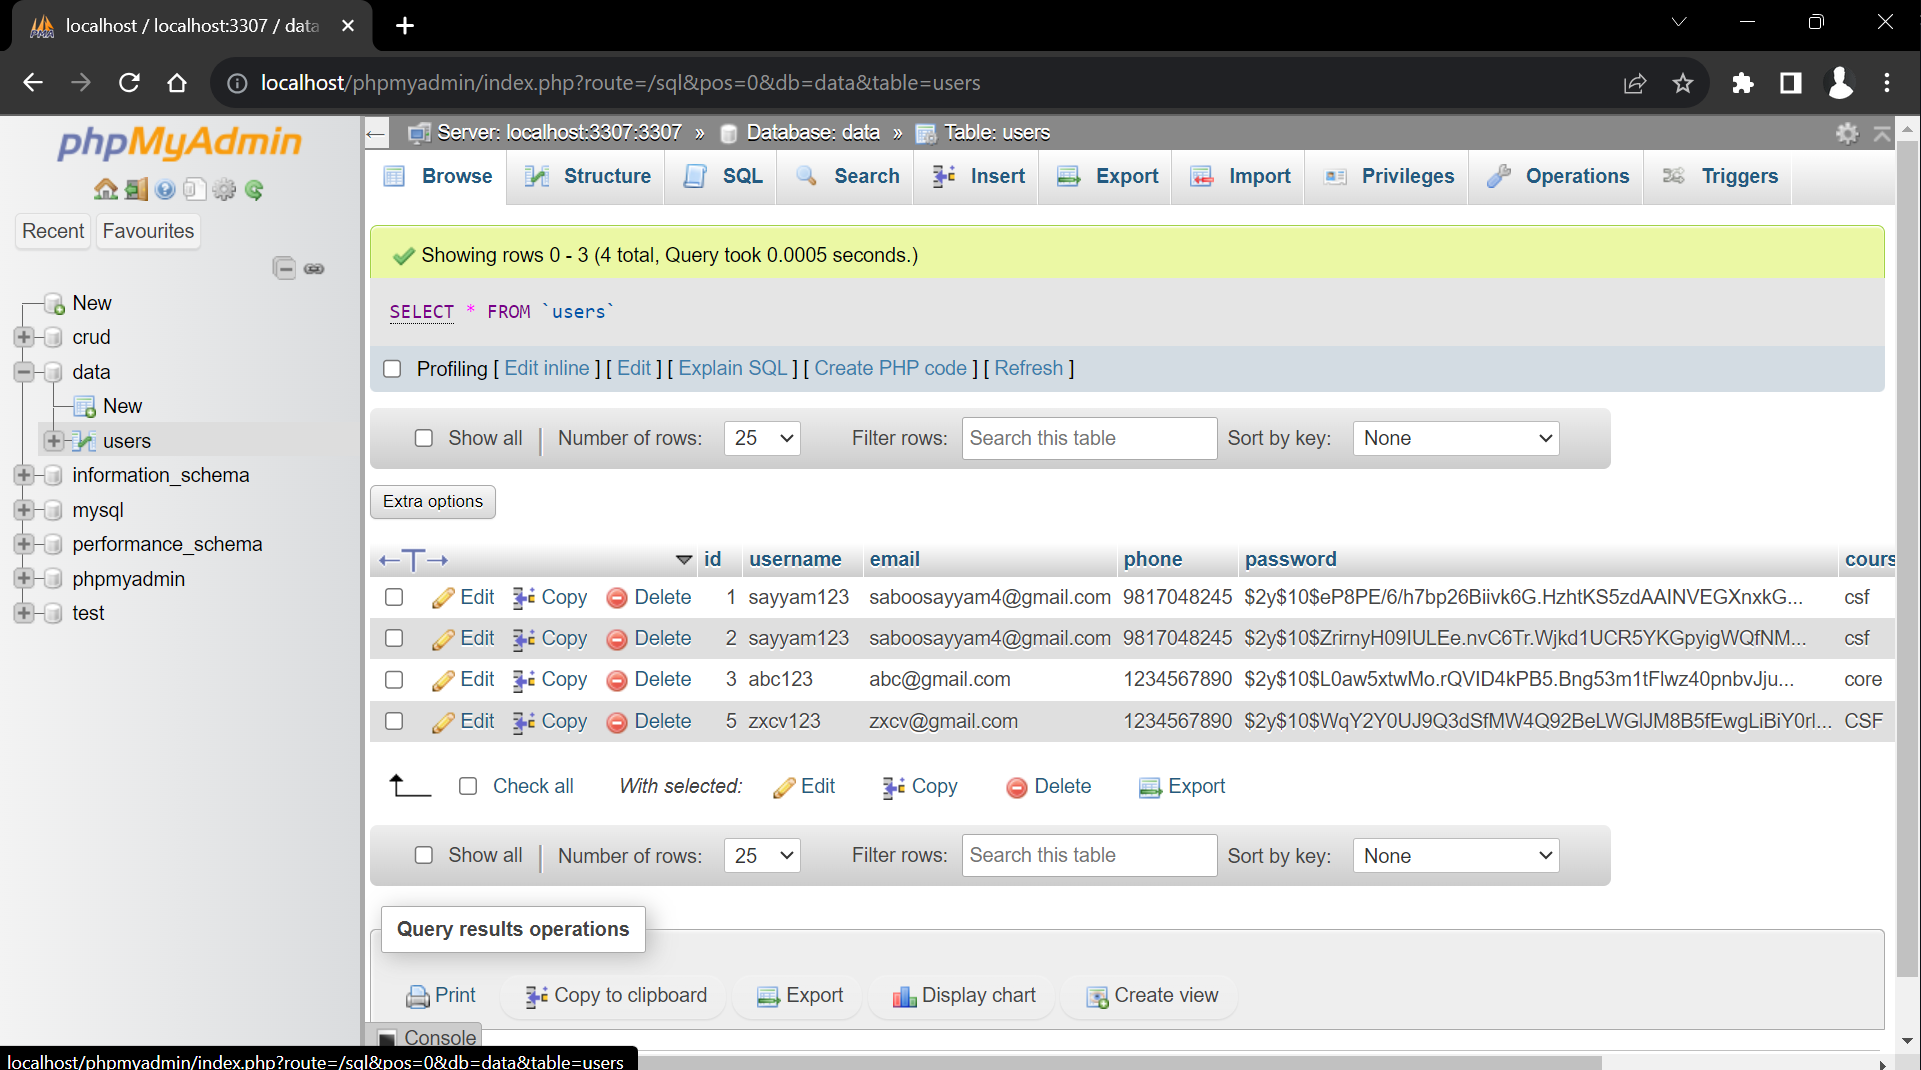 localhost / localhost:3307 / data
localhost/phpmyadmin/index.php?route=/sql&pos=0&db=data&table=users
phpMyAdmin
Recent Favourites
New
crud
data
New
users
information_schema
mysql
performance_schema
phpmyadmin
test
Server: localhost:3307:3307 » Database: data » Table: users
Browse Structure SQL Search Insert Export Import Privileges Operations Triggers
Showing rows 0 - 3 (4 total, Query took 0.0005 seconds.)
SELECT * FROM `users`
Profiling [ Edit inline ] [ Edit ] [ Explain SQL ] [ Create PHP code ] [ Refresh ]
Show all Number of rows: 25 Filter rows: Search this table Sort by key: None
Extra options
id username email phone password cours
Edit Copy Delete 1 sayyam123 saboosayyam4@gmail.com 9817048245 $2y$10$eP8PE/6/h7bp26Biivk6G.HzhtKS5zdAAINVEGXnxkG... csf
Edit Copy Delete 2 sayyam123 saboosayyam4@gmail.com 9817048245 $2y$10$ZrirnyH09IULEe.nvC6Tr.Wjkd1UCR5YKGpyigWQfNM... csf
Edit Copy Delete 3 abc123 abc@gmail.com 1234567890 $2y$10$L0aw5xtwMo.rQVID4kPB5.Bng53m1tFlwz40pnbvJju... core
Edit Copy Delete 5 zxcv123 zxcv@gmail.com 1234567890 $2y$10$WqY2Y0UJ9Q3dSfMW4Q92BeLWGlJM8B5fEwgLiBiY0rl... CSF
Check all With selected: Edit Copy Delete Export
Show all Number of rows: 25 Filter rows: Search this table Sort by key: None
Query results operations
Print Copy to clipboard Export Display chart Create view
Console
localhost/phpmyadmin/index.php?route=/sql&pos=0&db=data&table=users